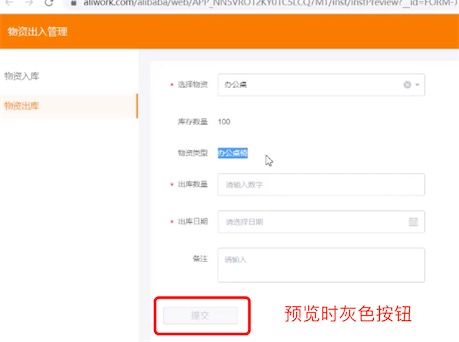 aliwork.com/alibaba/web/APP_NN5VRO12KY0TC5LCQ7M1/inst/instPreview?__id=FORM-
物资出入管理
物资入库
物资出库
* 选择物资 办公桌
库存数量 100
物资类型 办公桌椅
* 出库数量 请输入数字
* 出库日期 请选择日期
备注 请输入
提交
预览时灰色按钮